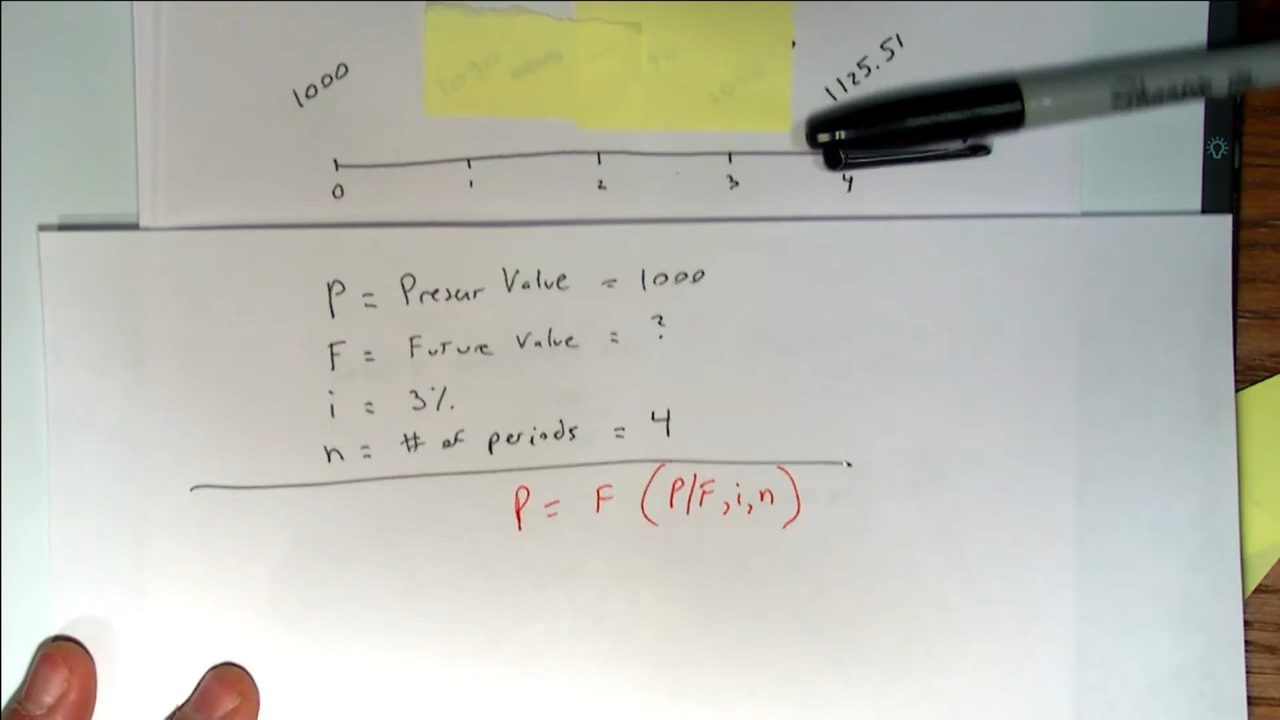 1000
1125.51
0 1 2 3 4
P = Presur Value = 1000
F = Future Value = ?
i = 3%.
n = # of periods = 4
P = F (P/F, i, n)